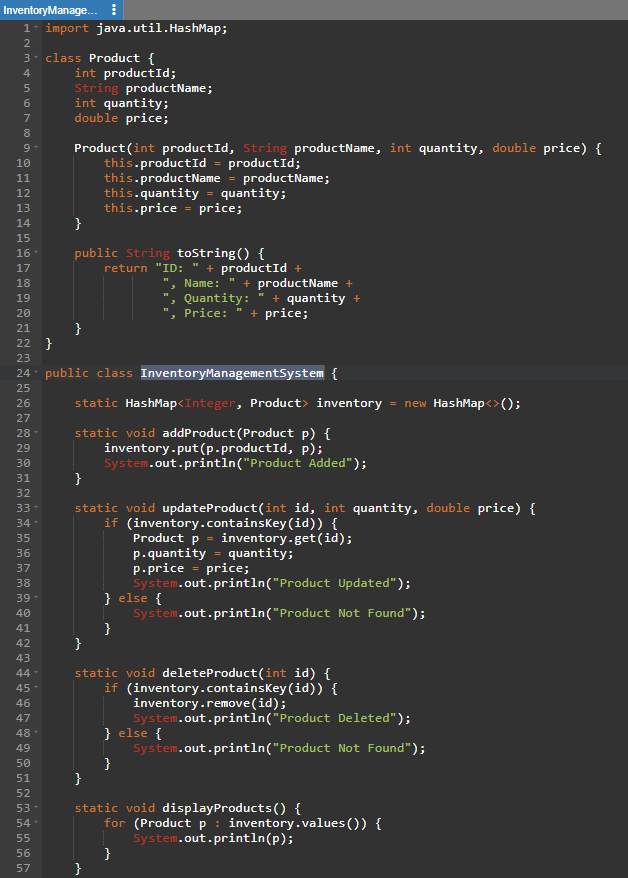 InventoryManage...
1 import java.util.HashMap;
2
3 class Product {
4     int productId;
5     String productName;
6     int quantity;
7     double price;
8
9     Product(int productId, String productName, int quantity, double price) {
10         this.productId = productId;
11         this.productName = productName;
12         this.quantity = quantity;
13         this.price = price;
14     }
15
16     public String toString() {
17         return "ID: " + productId +
18                 ", Name: " + productName +
19                 ", Quantity: " + quantity +
20                 ", Price: " + price;
21     }
22 }
23
24 public class InventoryManagementSystem {
25
26     static HashMap<Integer, Product> inventory = new HashMap<>();
27
28     static void addProduct(Product p) {
29         inventory.put(p.productId, p);
30         System.out.println("Product Added");
31     }
32
33     static void updateProduct(int id, int quantity, double price) {
34         if (inventory.containsKey(id)) {
35             Product p = inventory.get(id);
36             p.quantity = quantity;
37             p.price = price;
38             System.out.println("Product Updated");
39         } else {
40             System.out.println("Product Not Found");
41         }
42     }
43
44     static void deleteProduct(int id) {
45         if (inventory.containsKey(id)) {
46             inventory.remove(id);
47             System.out.println("Product Deleted");
48         } else {
49             System.out.println("Product Not Found");
50         }
51     }
52
53     static void displayProducts() {
54         for (Product p : inventory.values()) {
55             System.out.println(p);
56         }
57     }